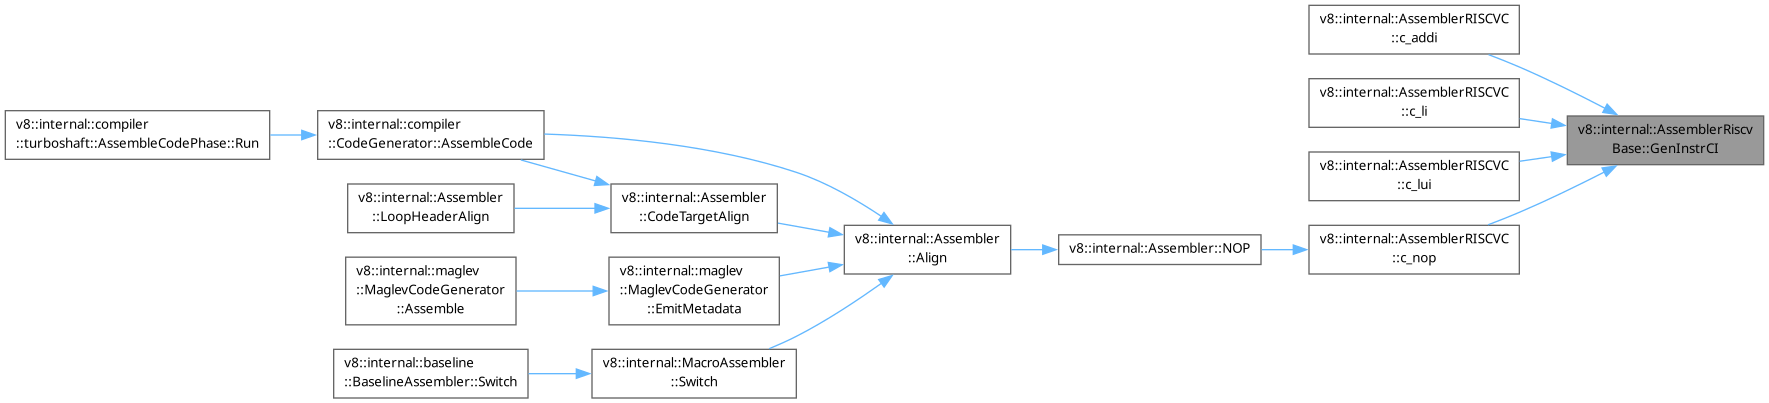 v8::internal::AssemblerRISCVC
::c_addi
v8::internal::AssemblerRISCVC
::c_li
v8::internal::compiler
::turboshaft::AssembleCodePhase::Run
v8::internal::compiler
::CodeGenerator::AssembleCode
v8::internal::AssemblerRiscv
Base::GenInstrCI
v8::internal::AssemblerRISCVC
::c_lui
v8::internal::Assembler
::LoopHeaderAlign
v8::internal::Assembler
::CodeTargetAlign
v8::internal::Assembler
::Align
v8::internal::Assembler::NOP
v8::internal::AssemblerRISCVC
::c_nop
v8::internal::maglev
::MaglevCodeGenerator
::Assemble
v8::internal::maglev
::MaglevCodeGenerator
::EmitMetadata
v8::internal::baseline
::BaselineAssembler::Switch
v8::internal::MacroAssembler
::Switch